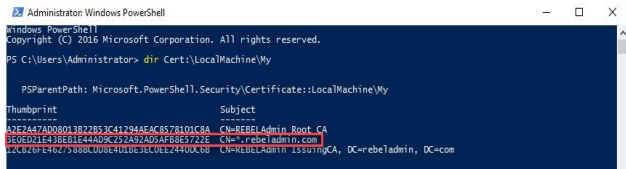 Administrator: Windows PowerShell
Windows PowerShell
Copyright (C) 2016 Microsoft Corporation. All rights reserved.
PS C:\Users\Administrator> dir Cert:\LocalMachine\My
PSParentPath: Microsoft.PowerShell.Security\Certificate::LocalMachine\My
Thumbprint Subject
---------- -------
A2E2A47AD08013B22B53C41294EAC8578101C8A CN=REBELAdmin Root CA
3E0ED21E43BEB1E44AD9C252A92AD5AFB8E5722E CN=*.rebeladmin.com
12CB26FE4627588BCDD8E4D1BE3EC0EE2440DC6B CN=REBELAdmin IssuingCA, DC=rebeladmin, DC=com